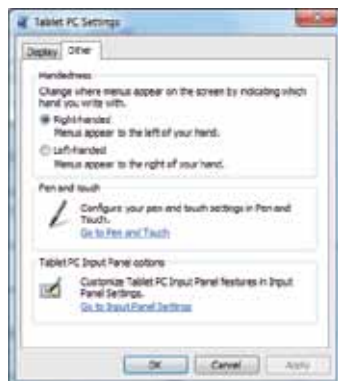 Tablet PC Settings
Display Other
Handedness
Change where menus appear on the screen by indicating which
hand you write with.
Right-handed
Menus appear to the left of your hand.
Left-handed
Menus appear to the right of your hand.
Pen and touch
Configure your pen and touch settings in Pen and
Touch.
Go to Pen and Touch
Tablet PC Input Panel options
Customize Tablet PC Input Panel features in Input
Panel Settings.
Go to Input Panel Settings
OK Cancel Apply